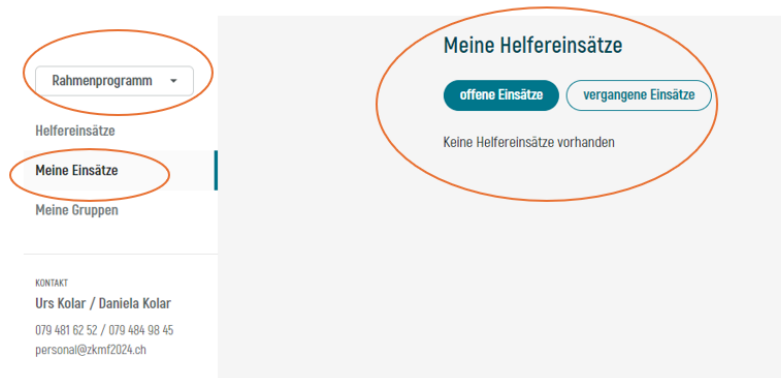 Rahmenprogramm
Helfereinsätze
Meine Einsätze
Meine Gruppen
KONTAKT
Urs Kolar / Daniela Kolar
079 481 62 52 / 079 484 98 45
personal@zkmf2024.ch
Meine Helfereinsätze
offene Einsätze vergangene Einsätze
Keine Helfereinsätze vorhanden